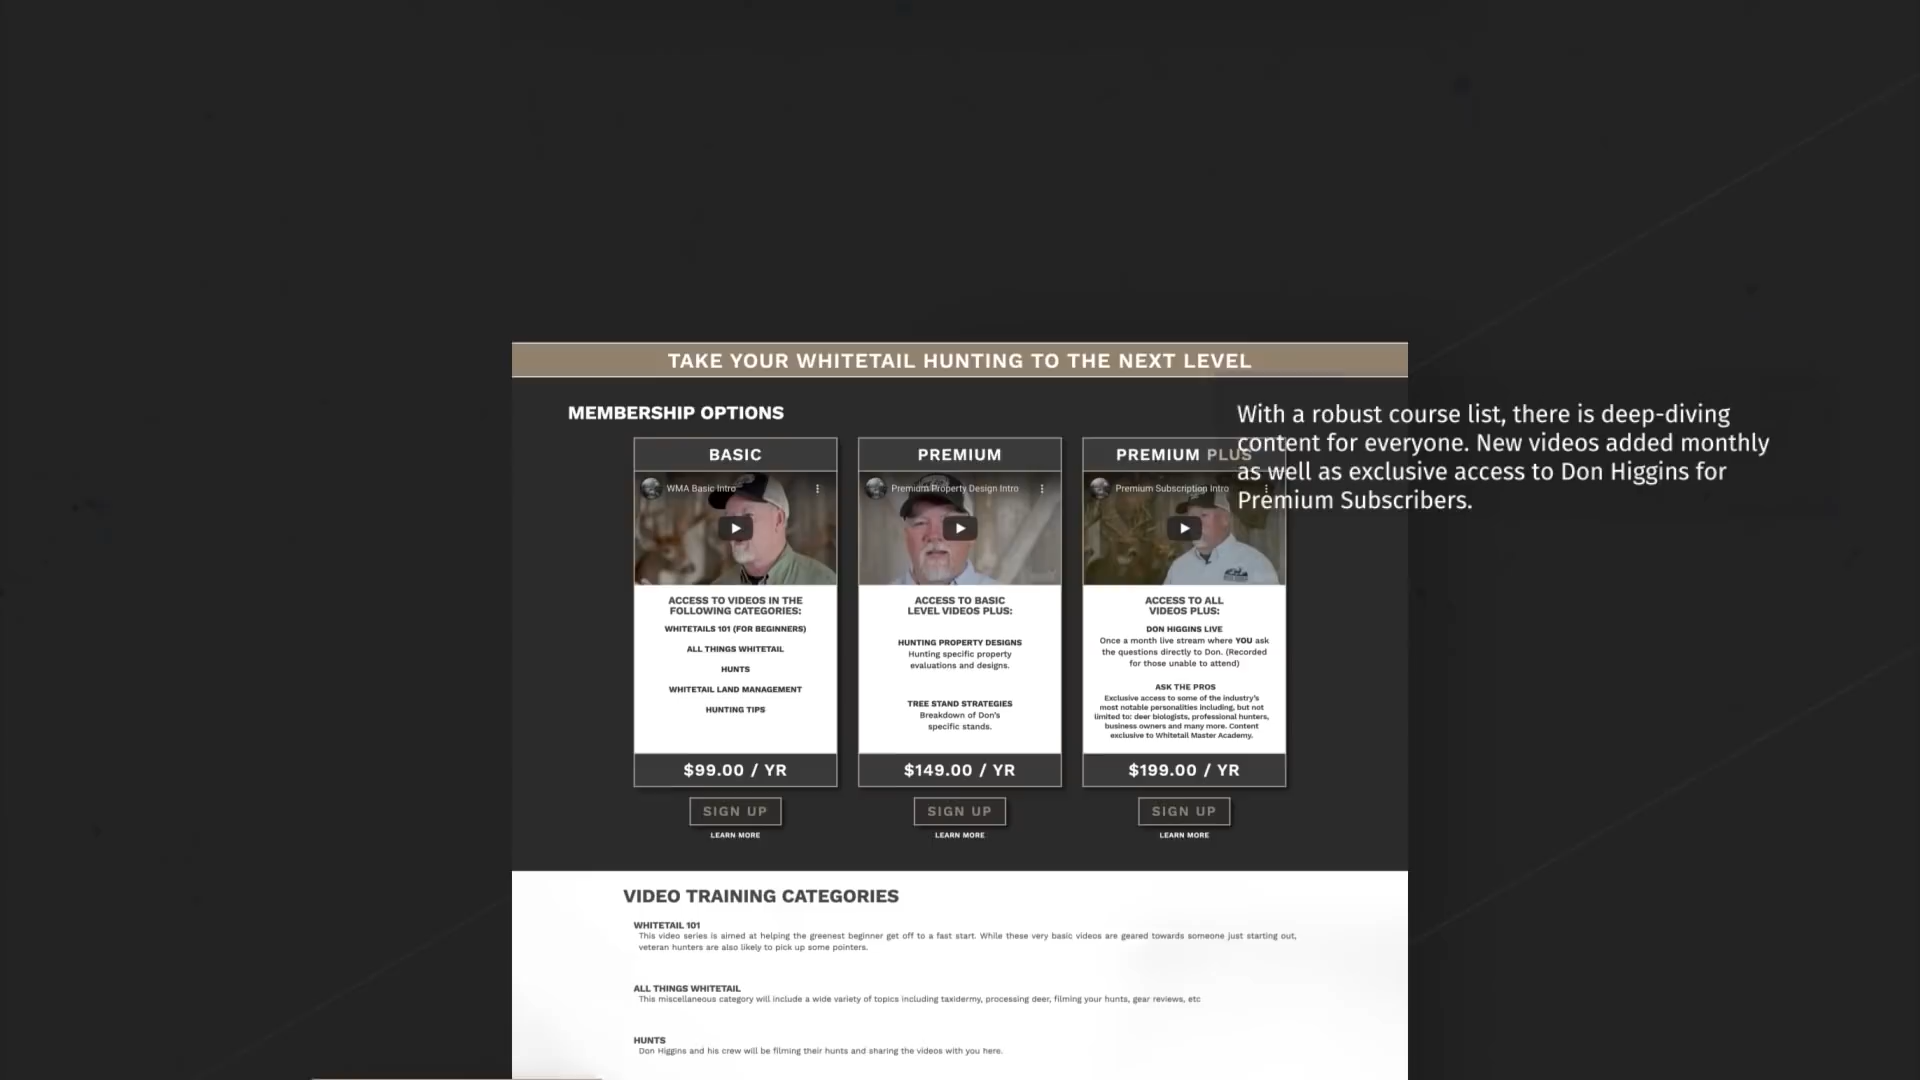 TAKE YOUR WHITETAIL HUNTING TO THE NEXT LEVEL
MEMBERSHIP OPTIONS
With a robust course list, there is deep-diving
content for everyone. New videos added monthly
as well as exclusive access to Don Higgins for
Premium Subscribers.
BASIC
WMA Basic Intro
ACCESS TO VIDEOS IN THE
FOLLOWING CATEGORIES:
WHITETAILS 101 (FOR BEGINNERS)
ALL THINGS WHITETAIL
HUNTS
WHITETAIL LAND MANAGEMENT
HUNTING TIPS
$99.00 / YR
SIGN UP
LEARN MORE
PREMIUM
Premium Property Design Intro
ACCESS TO BASIC
LEVEL VIDEOS PLUS:
HUNTING PROPERTY DESIGNS
Hunting specific property
evaluations and designs.
TREE STAND STRATEGIES
Breakdown of Don's
specific stands.
$149.00 / YR
SIGN UP
LEARN MORE
PREMIUM PLUS
Premium Subscription Intro
ACCESS TO ALL
VIDEOS PLUS:
DON HIGGINS LIVE
Once a month live stream where YOU ask
the questions directly to Don. (Recorded
for those unable to attend)
ASK THE PROS
Exclusive access to some of the industry's
most notable personalities including, but not
limited to: deer biologists, professional hunters,
business owners and many more. Content
exclusive to Whitetail Master Academy.
$199.00 / YR
SIGN UP
LEARN MORE
VIDEO TRAINING CATEGORIES
WHITETAIL 101
This video series is aimed at helping the greenest beginner get off to a fast start. While these very basic videos are geared towards someone just starting out,
veteran hunters are also likely to pick up some pointers.
ALL THINGS WHITETAIL
This miscellaneous category will include a wide variety of topics including taxidermy, processing deer, filming your hunts, gear reviews, etc
HUNTS
Don Higgins and his crew will be filming their hunts and sharing the videos with you here.